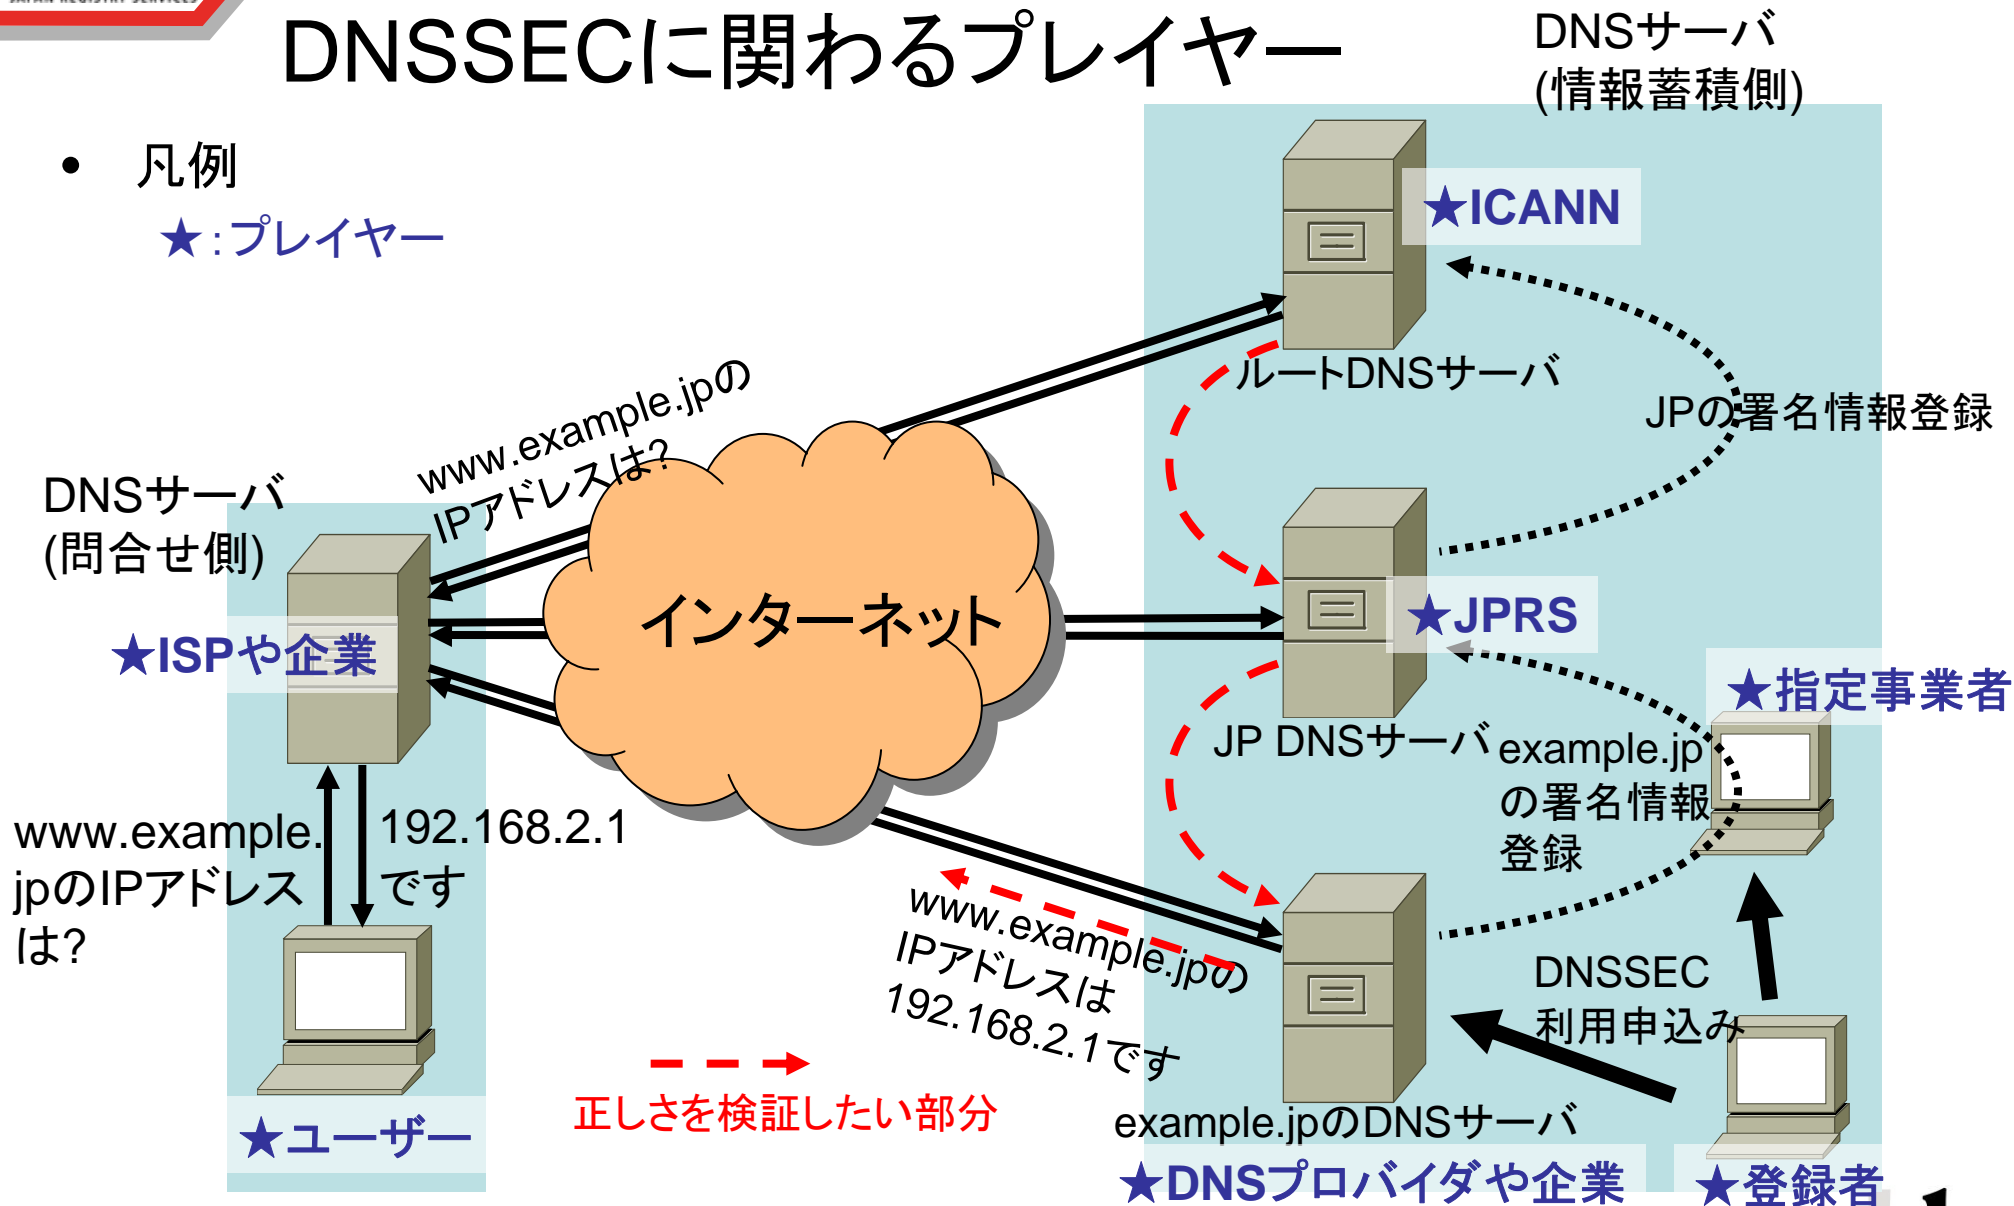 JAPAN REGISTRY SERVICES
DNSSECに関わるプレイヤー
DNSサーバ
(情報蓄積側)
• 凡例
★:プレイヤー
★ICANN
ルートDNSサーバ
JPの署名情報登録
www.example.jpの
IPアドレスは?
DNSサーバ
(問合せ側)
★ISPや企業
インターネット
★JPRS
★指定事業者
JP DNSサーバ
example.jp
の署名情報
登録
www.example.
jpのIPアドレス
は?
192.168.2.1
です
www.example.jpの
IPアドレスは
192.168.2.1です
DNSSEC
利用申込み
正しさを検証したい部分
★ユーザー
example.jpのDNSサーバ
★DNSプロバイダや企業
★登録者